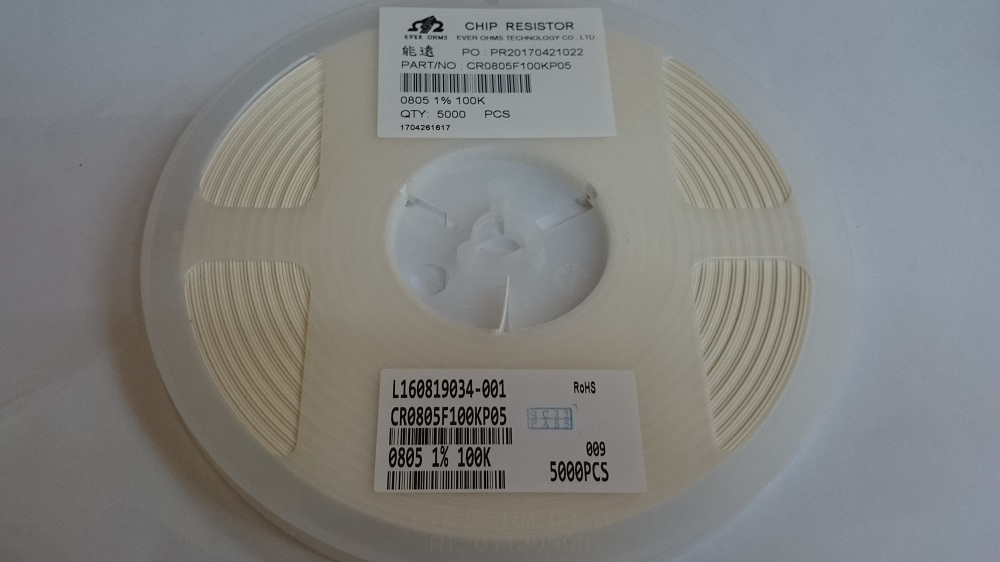 CHIP RESISTOR
EVER OHMS
EVER OHMS TECHNOLOGY CO., LTD
能遠 PO : PR20170421022
PART/NO : CR0805F100KP05
0805 1% 100K
QTY: 5000 PCS
1704261617
L160819034-001 RoHS
CR0805F100KP05
PASS
0805 1% 100K 009
5000PCS